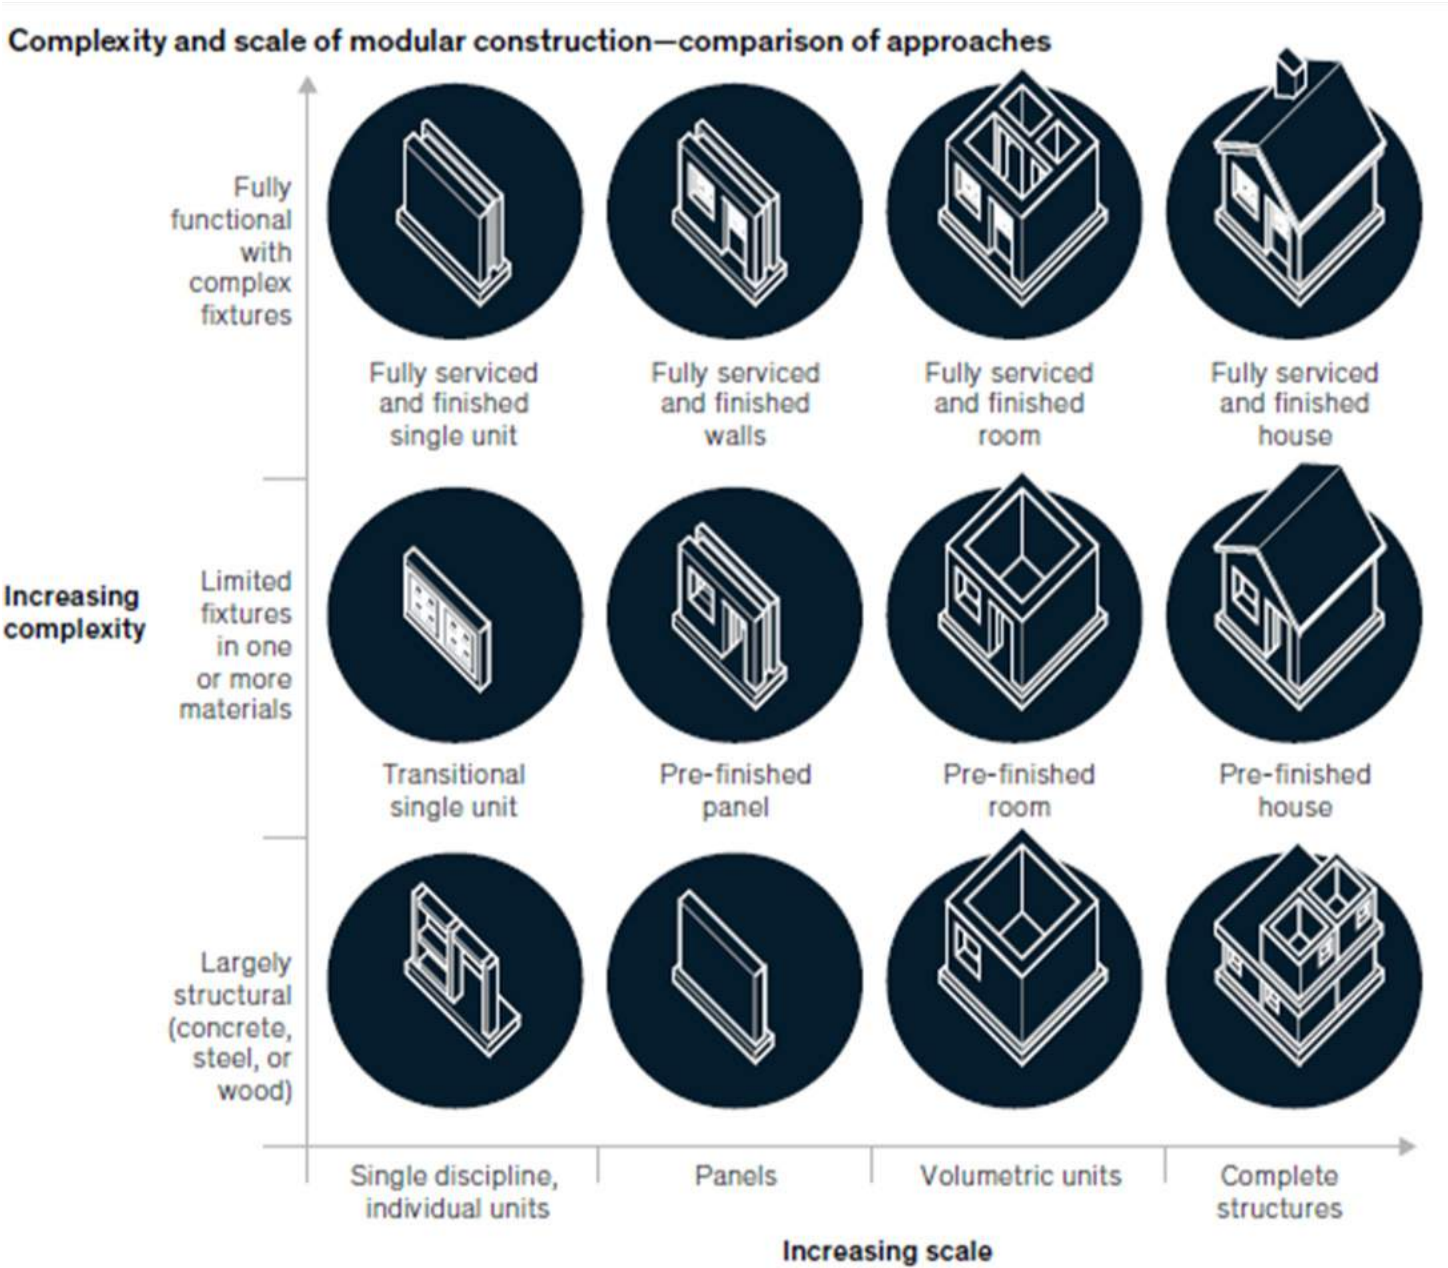 Complexity and scale of modular construction—comparison of approaches
Fully
functional
with
complex
fixtures
Fully serviced
and finished
single unit
Fully serviced
and finished
walls
Fully serviced
and finished
room
Fully serviced
and finished
house
Increasing
complexity
Limited
fixtures
in one
or more
materials
Transitional
single unit
Pre-finished
panel
Pre-finished
room
Pre-finished
house
Largely
structural
(concrete,
steel, or
wood)
Single discipline,
individual units
Panels
Volumetric units
Complete
structures
Increasing scale